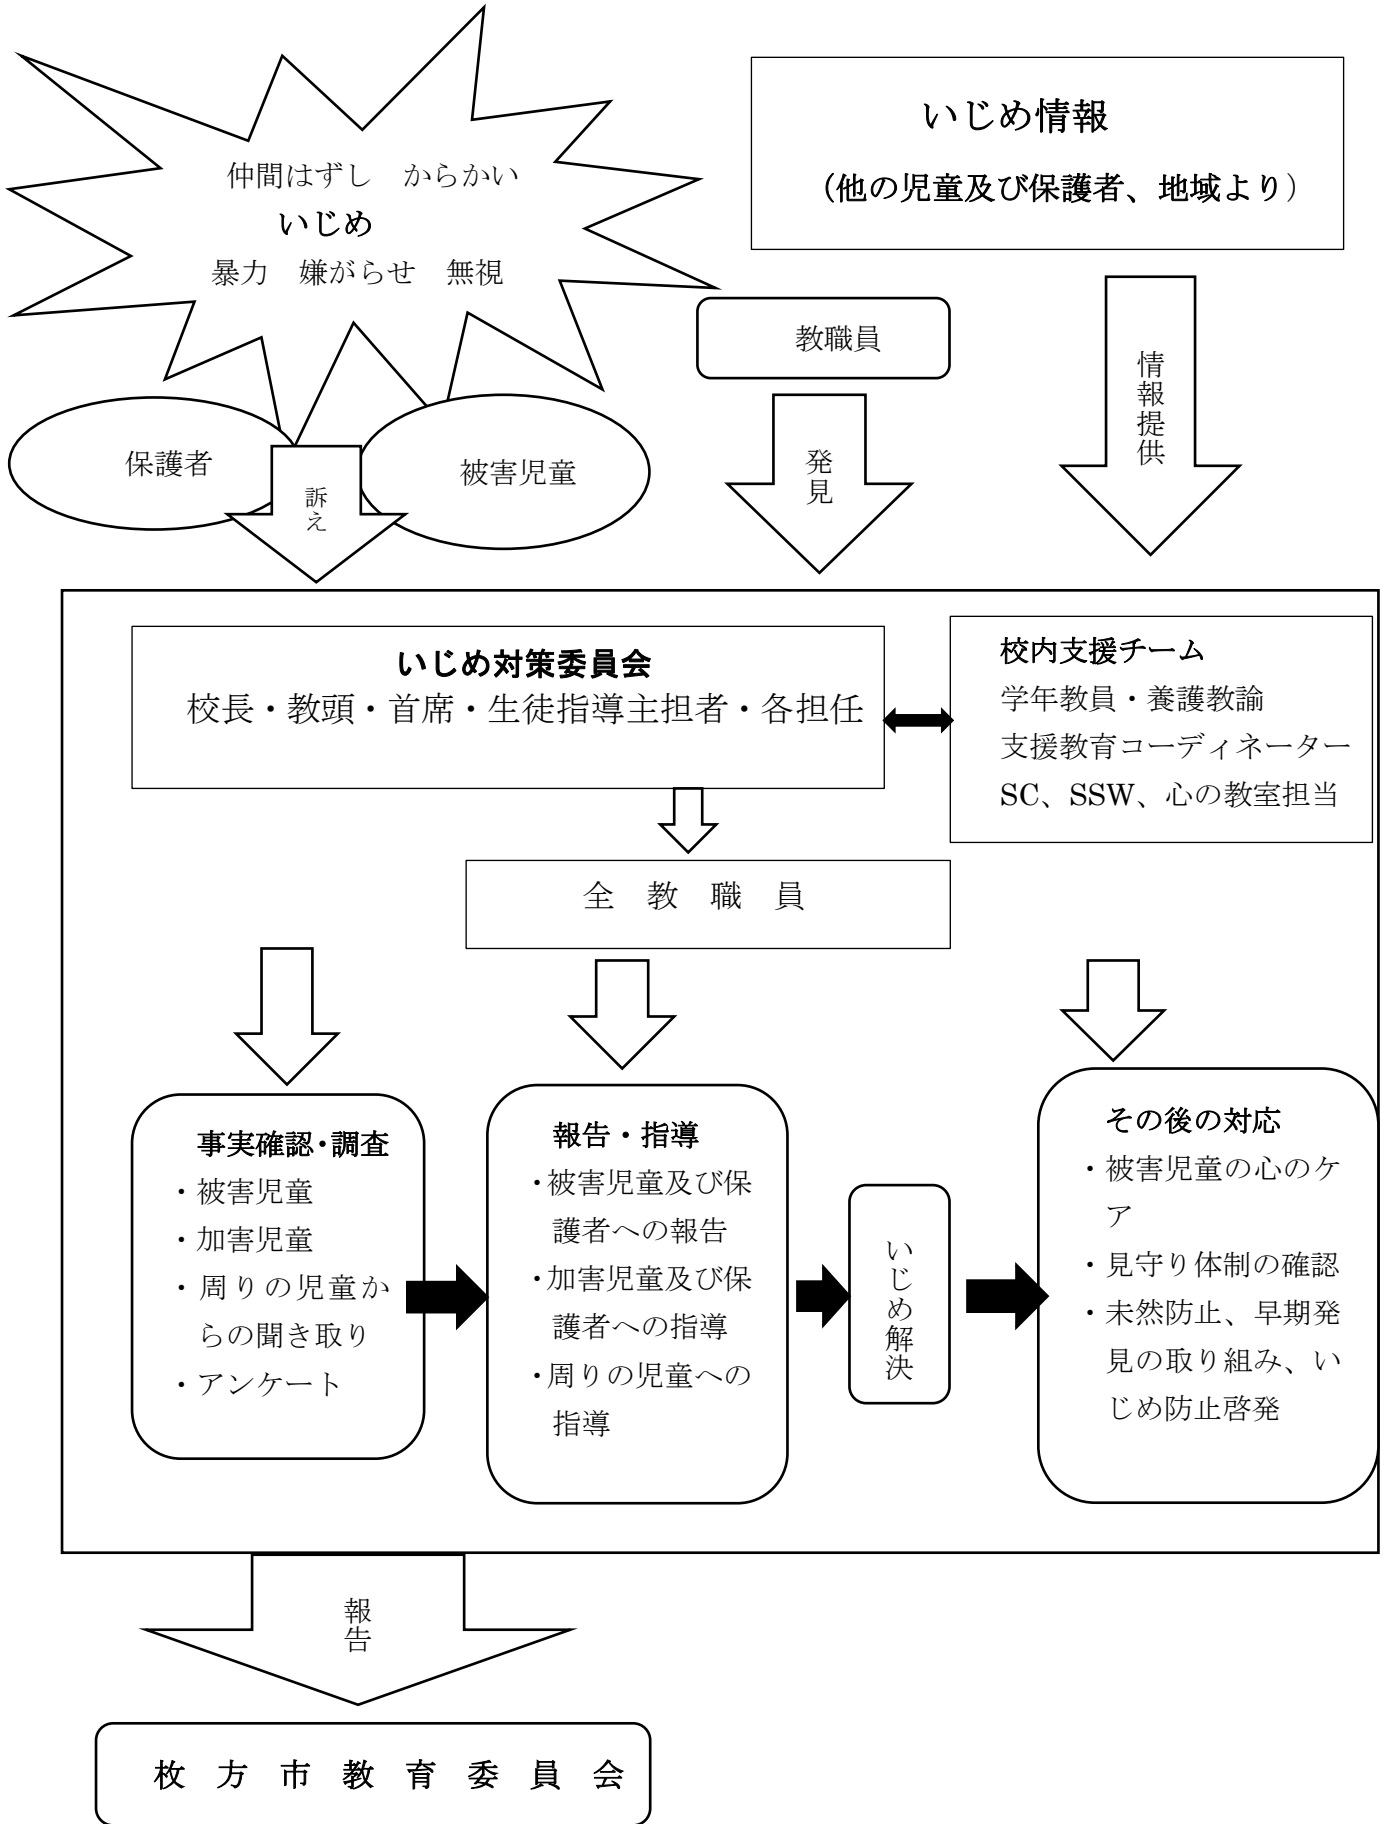 仲間はずし　からかい
いじめ
暴力　嫌がらせ　無視
いじめ情報
（他の児童及び保護者、地域より）
教職員
保護者
被害児童
訴え
発見
情報提供
いじめ対策委員会
校長・教頭・首席・生徒指導主担者・各担任
校内支援チーム
学年教員・養護教諭
支援教育コーディネーター
SC、SSW、心の教室担当
全　教　職　員
事実確認・調査
・被害児童
・加害児童
・周りの児童か
らの聞き取り
・アンケート
報告・指導
・被害児童及び保
護者への報告
・加害児童及び保
護者への指導
・周りの児童への
指導
いじめ解決
その後の対応
・被害児童の心のケ
ア
・見守り体制の確認
・未然防止、早期発
見の取り組み、い
じめ防止啓発
報告
枚　方　市　教　育　委　員　会